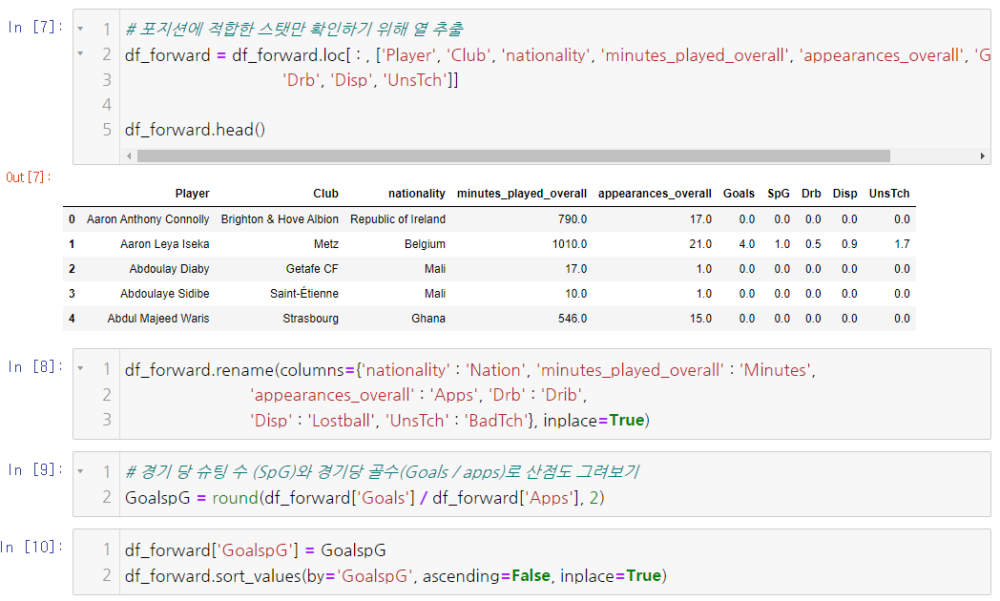 In [7]:
1 # 포지션에 적합한 스탯만 확인하기 위해 열 추출
2 df_forward = df_forward.loc[ : , ['Player', 'Club', 'nationality', 'minutes_played_overall', 'appearances_overall', 'G
3 'Drb', 'Disp', 'UnsTch']]
4
5 df_forward.head()
Out[7]:
Player Club nationality minutes_played_overall appearances_overall Goals SpG Drb Disp UnsTch
0 Aaron Anthony Connolly Brighton & Hove Albion Republic of Ireland 790.0 17.0 0.0 0.0 0.0 0.0 0.0
1 Aaron Leya Iseka Metz Belgium 1010.0 21.0 4.0 1.0 0.5 0.9 1.7
2 Abdoulay Diaby Getafe CF Mali 17.0 1.0 0.0 0.0 0.0 0.0 0.0
3 Abdoulaye Sidibe Saint-Étienne Mali 10.0 1.0 0.0 0.0 0.0 0.0 0.0
4 Abdul Majeed Waris Strasbourg Ghana 546.0 15.0 0.0 0.0 0.0 0.0 0.0
In [8]:
1 df_forward.rename(columns={'nationality' : 'Nation', 'minutes_played_overall' : 'Minutes',
2 'appearances_overall' : 'Apps', 'Drb' : 'Drib',
3 'Disp' : 'Lostball', 'UnsTch' : 'BadTch'}, inplace=True)
In [9]:
1 # 경기 당 슈팅 수 (SpG)와 경기당 골수(Goals / apps)로 산점도 그려보기
2 GoalspG = round(df_forward['Goals'] / df_forward['Apps'], 2)
In [10]:
1 df_forward['GoalspG'] = GoalspG
2 df_forward.sort_values(by='GoalspG', ascending=False, inplace=True)